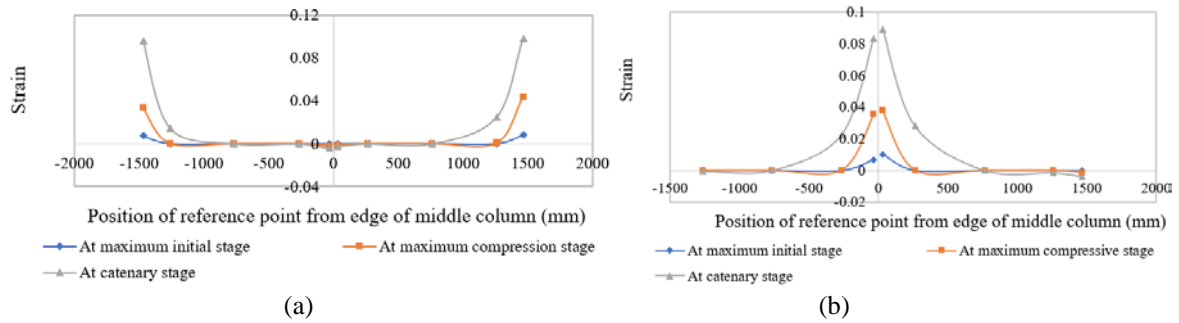 0.12
0.08
0.04
0
-0.04
-2000 -1500 -1000 -500 0 500 1000 1500 2000
Strain
Position of reference point from edge of middle column (mm)
At maximum initial stage
At maximum compression stage
At catenary stage
(a)
0.1
0.08
0.06
0.04
0.02
0
-0.02
-1500 -1000 -500 0 500 1000 1500 2000
Strain
Position of reference point from edge of middle column (mm)
At maximum initial stage
At maximum compressive stage
At catenary stage
(b)